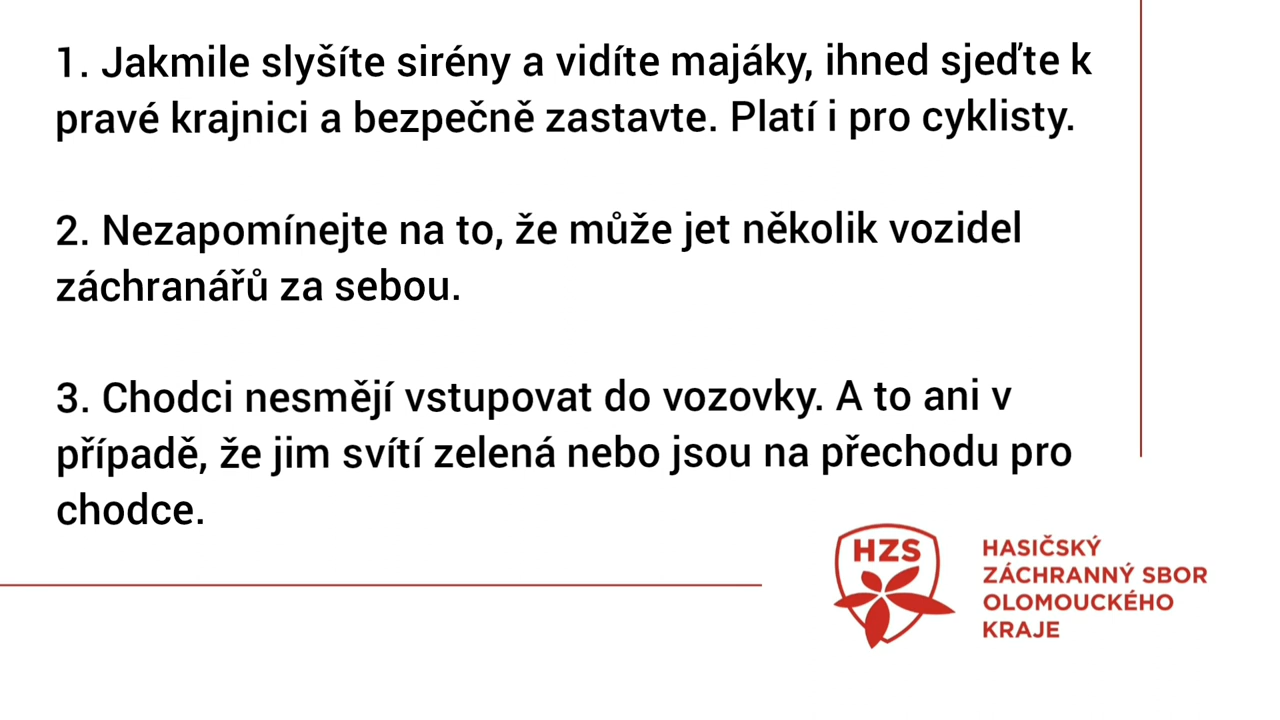 1. Jakmile slyšíte sirény a vidíte majáky, ihned sjeďte k
pravé krajnici a bezpečně zastavte. Platí i pro cyklisty.
2. Nezapomínejte na to, že může jet několik vozidel
záchranářů za sebou.
3. Chodci nesmějí vstupovat do vozovky. A to ani v
případě, že jim svítí zelená nebo jsou na přechodu pro
chodce.
HZS
HASIČSKÝ
ZÁCHRANNÝ SBOR
OLOMOUCKÉHO
KRAJE